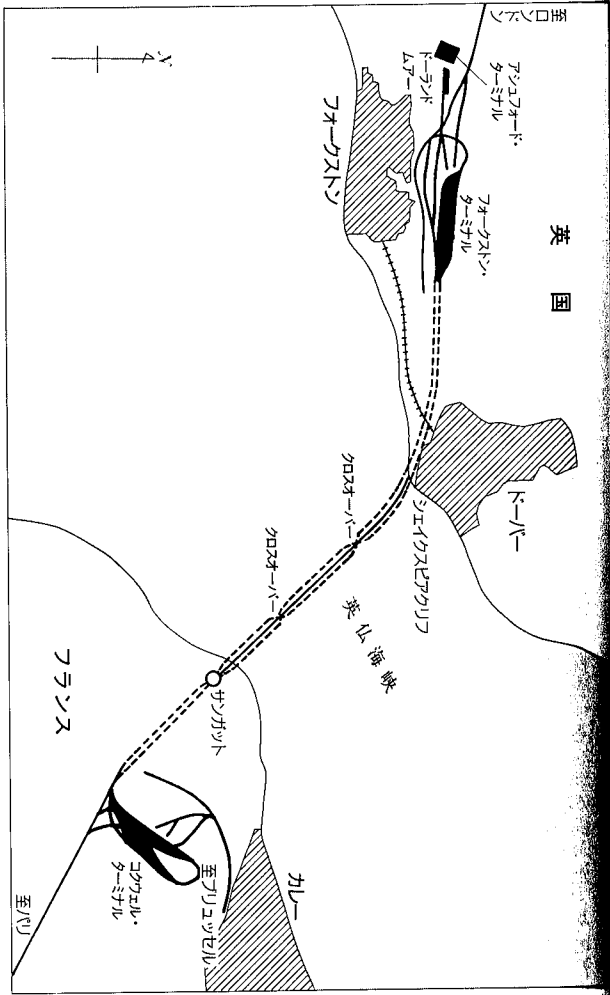 至ロンドン
アシュフォード・
ターミナル
ドーランド
ムアー
フォークストン・
ターミナル
フォークストン
英国
ドーバー
シェイクスピアクリフ
クロスオーバー
クロスオーバー
英仏海峡
サンガット
フランス
コクウェル・
ターミナル
至ブリュッセル
カレー
至パリ
N